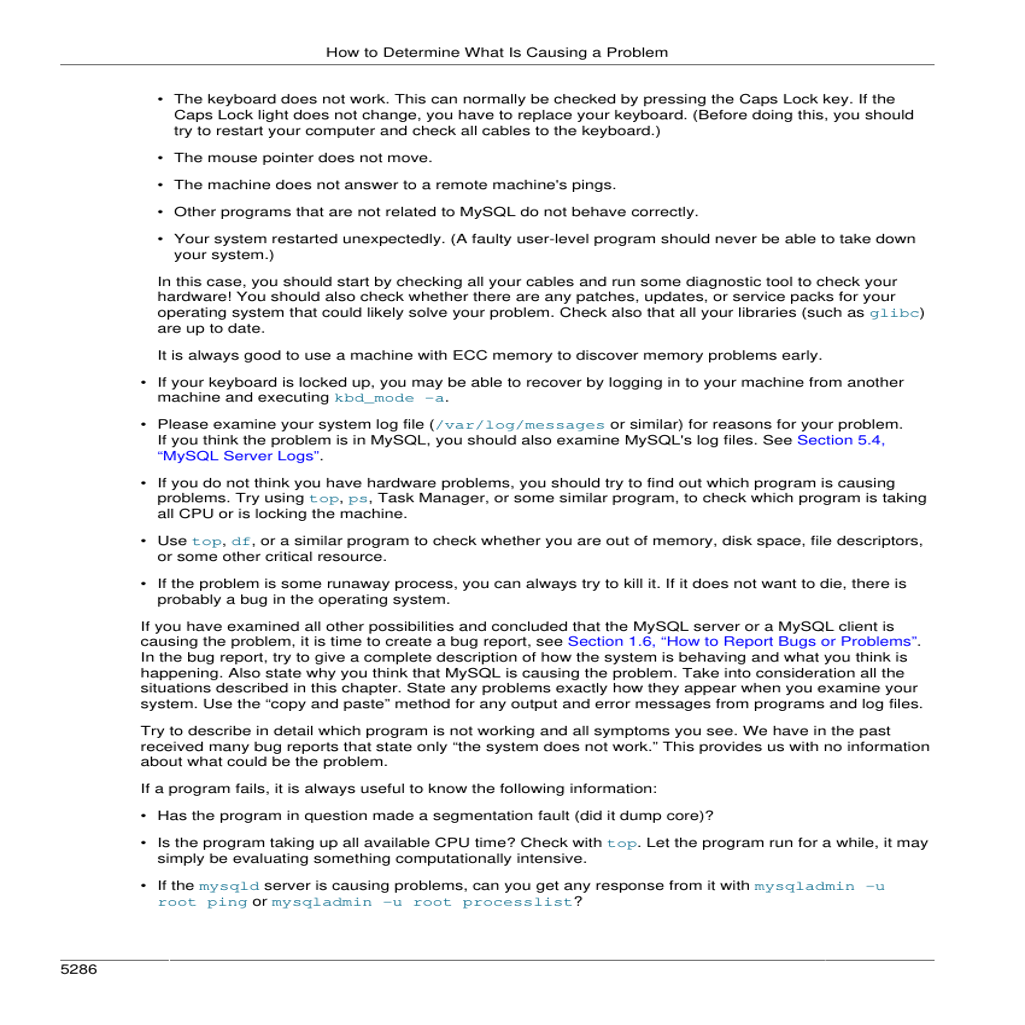 How to Determine What Is Causing a Problem
• The keyboard does not work. This can normally be checked by pressing the Caps Lock key. If the
Caps Lock light does not change, you have to replace your keyboard. (Before doing this, you should
try to restart your computer and check all cables to the keyboard.)
• The mouse pointer does not move.
• The machine does not answer to a remote machine's pings.
• Other programs that are not related to MySQL do not behave correctly.
• Your system restarted unexpectedly. (A faulty user-level program should never be able to take down
your system.)
In this case, you should start by checking all your cables and run some diagnostic tool to check your
hardware! You should also check whether there are any patches, updates, or service packs for your
operating system that could likely solve your problem. Check also that all your libraries (such as glibc)
are up to date.
It is always good to use a machine with ECC memory to discover memory problems early.
• If your keyboard is locked up, you may be able to recover by logging in to your machine from another
machine and executing kbd_mode -a.
• Please examine your system log file (/var/log/messages or similar) for reasons for your problem.
If you think the problem is in MySQL, you should also examine MySQL's log files. See Section 5.4,
“MySQL Server Logs”.
• If you do not think you have hardware problems, you should try to find out which program is causing
problems. Try using top, ps, Task Manager, or some similar program, to check which program is taking
all CPU or is locking the machine.
• Use top, df, or a similar program to check whether you are out of memory, disk space, file descriptors,
or some other critical resource.
• If the problem is some runaway process, you can always try to kill it. If it does not want to die, there is
probably a bug in the operating system.
If you have examined all other possibilities and concluded that the MySQL server or a MySQL client is
causing the problem, it is time to create a bug report, see Section 1.6, “How to Report Bugs or Problems”.
In the bug report, try to give a complete description of how the system is behaving and what you think is
happening. Also state why you think that MySQL is causing the problem. Take into consideration all the
situations described in this chapter. State any problems exactly how they appear when you examine your
system. Use the “copy and paste” method for any output and error messages from programs and log files.
Try to describe in detail which program is not working and all symptoms you see. We have in the past
received many bug reports that state only “the system does not work.” This provides us with no information
about what could be the problem.
If a program fails, it is always useful to know the following information:
• Has the program in question made a segmentation fault (did it dump core)?
• Is the program taking up all available CPU time? Check with top. Let the program run for a while, it may
simply be evaluating something computationally intensive.
• If the mysqld server is causing problems, can you get any response from it with mysqladmin -u
root ping or mysqladmin -u root processlist?
5286